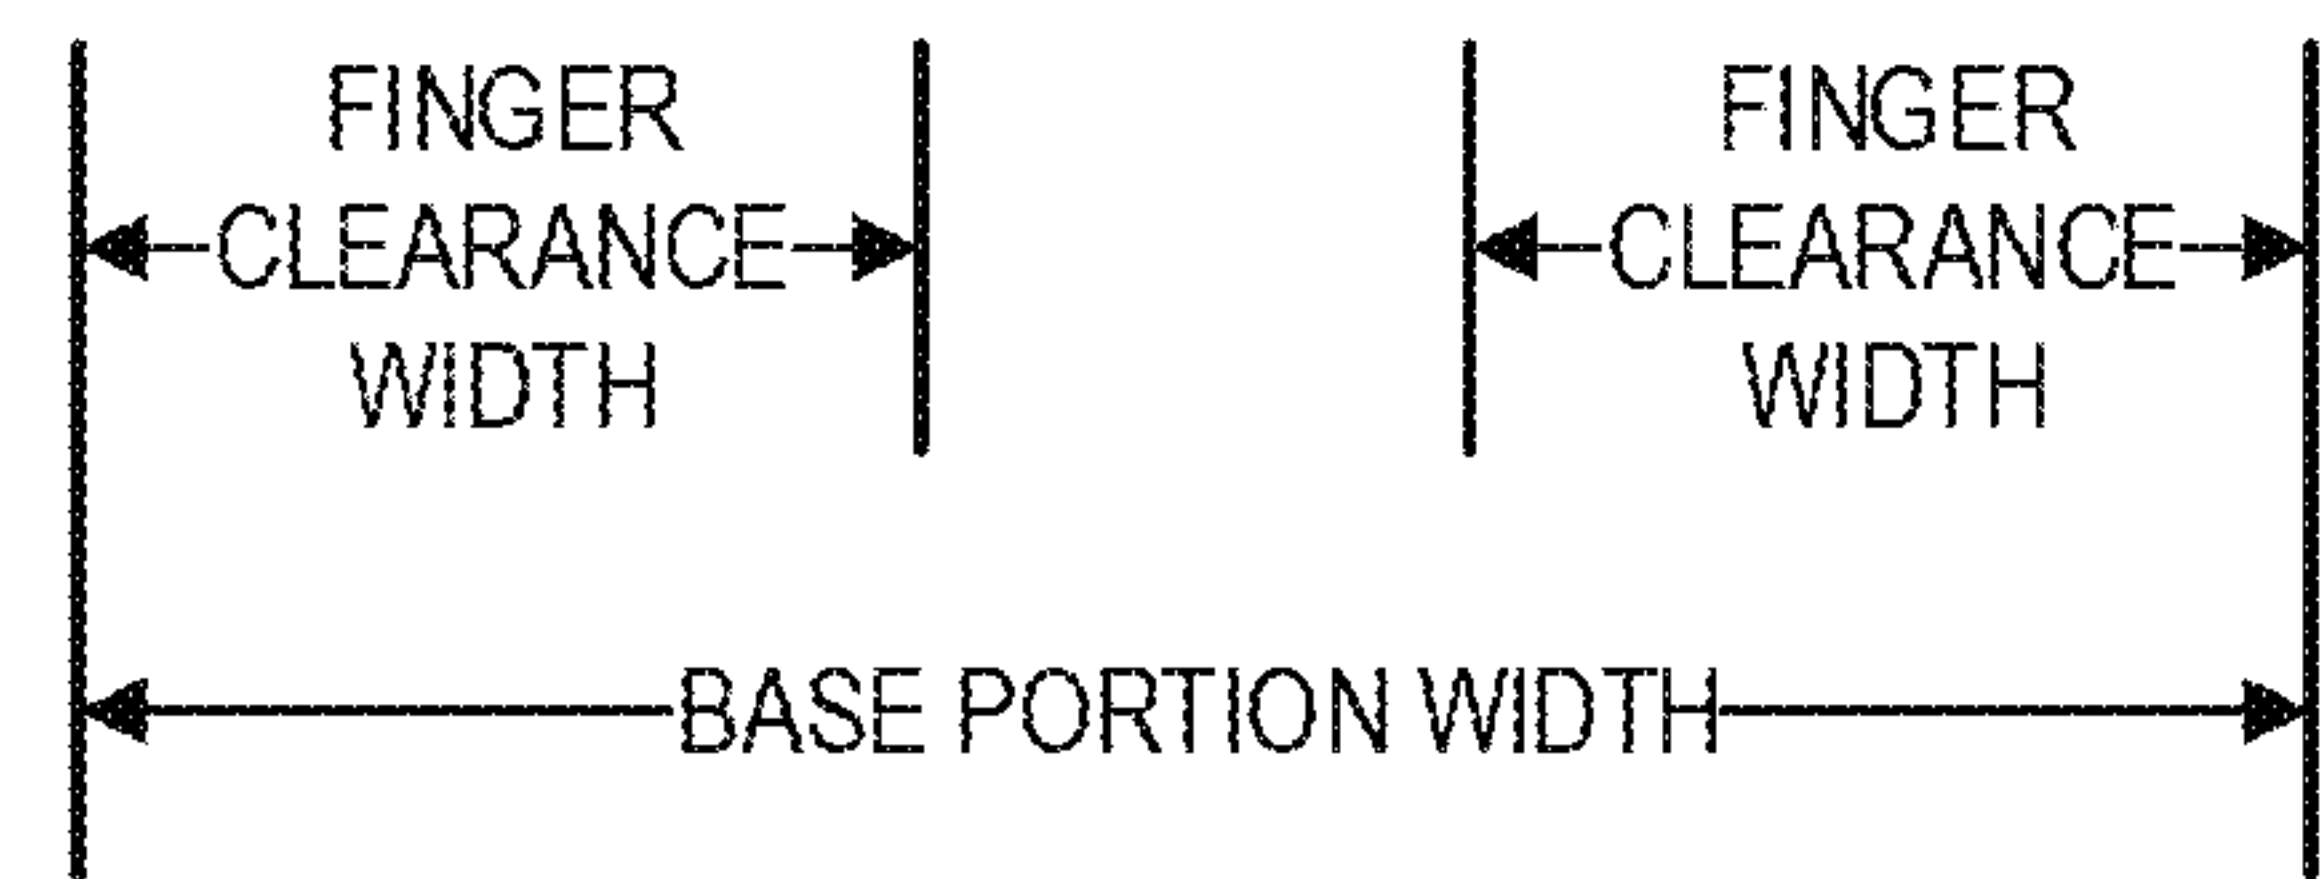 FINGER
CLEARANCE
WIDTH
FINGER
CLEARANCE
WIDTH
BASE PORTION WIDTH